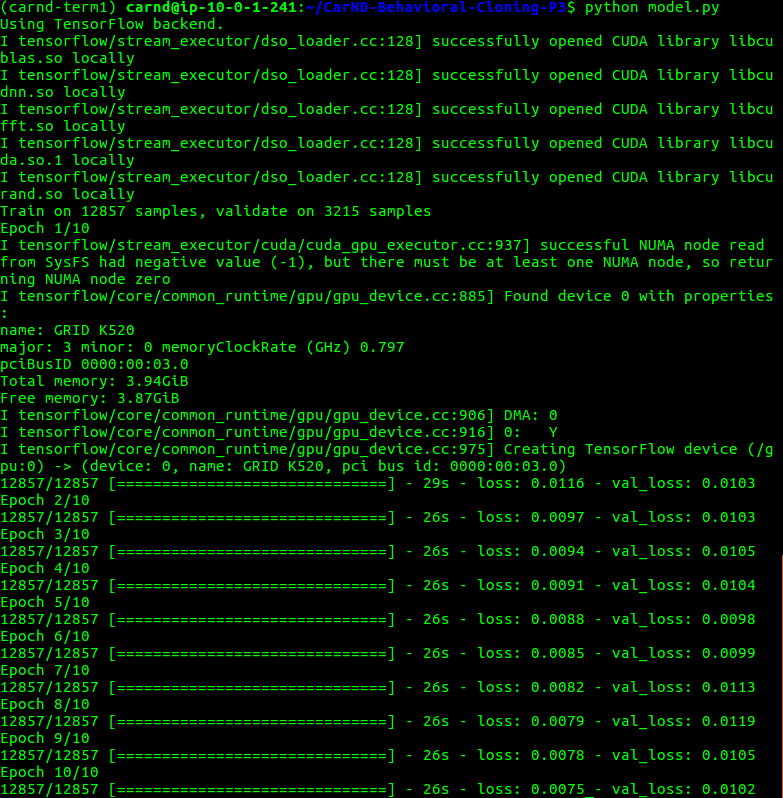 (carnd-term1) carnd@ip-10-0-1-241:~/CarND-Behavioral-Cloning-P3$ python model.py
Using TensorFlow backend.
I tensorflow/stream_executor/dso_loader.cc:128] successfully opened CUDA library libcu
blas.so locally
I tensorflow/stream_executor/dso_loader.cc:128] successfully opened CUDA library libcu
dnn.so locally
I tensorflow/stream_executor/dso_loader.cc:128] successfully opened CUDA library libcu
fft.so locally
I tensorflow/stream_executor/dso_loader.cc:128] successfully opened CUDA library libcu
da.so.1 locally
I tensorflow/stream_executor/dso_loader.cc:128] successfully opened CUDA library libcu
rand.so locally
Train on 12857 samples, validate on 3215 samples
Epoch 1/10
I tensorflow/stream_executor/cuda/cuda_gpu_executor.cc:937] successful NUMA node read
from SysFS had negative value (-1), but there must be at least one NUMA node, so retur
ning NUMA node zero
I tensorflow/core/common_runtime/gpu/gpu_device.cc:885] Found device 0 with properties
:
name: GRID K520
major: 3 minor: 0 memoryClockRate (GHz) 0.797
pciBusID 0000:00:03.0
Total memory: 3.94GiB
Free memory: 3.87GiB
I tensorflow/core/common_runtime/gpu/gpu_device.cc:906] DMA: 0
I tensorflow/core/common_runtime/gpu/gpu_device.cc:916] 0:   Y
I tensorflow/core/common_runtime/gpu/gpu_device.cc:975] Creating TensorFlow device (/g
pu:0) -> (device: 0, name: GRID K520, pci bus id: 0000:00:03.0)
12857/12857 [==============================] - 29s - loss: 0.0116 - val_loss: 0.0103
Epoch 2/10
12857/12857 [==============================] - 26s - loss: 0.0097 - val_loss: 0.0103
Epoch 3/10
12857/12857 [==============================] - 26s - loss: 0.0094 - val_loss: 0.0105
Epoch 4/10
12857/12857 [==============================] - 26s - loss: 0.0091 - val_loss: 0.0104
Epoch 5/10
12857/12857 [==============================] - 26s - loss: 0.0088 - val_loss: 0.0098
Epoch 6/10
12857/12857 [==============================] - 26s - loss: 0.0085 - val_loss: 0.0099
Epoch 7/10
12857/12857 [==============================] - 26s - loss: 0.0082 - val_loss: 0.0113
Epoch 8/10
12857/12857 [==============================] - 26s - loss: 0.0079 - val_loss: 0.0119
Epoch 9/10
12857/12857 [==============================] - 26s - loss: 0.0078 - val_loss: 0.0105
Epoch 10/10
12857/12857 [==============================] - 26s - loss: 0.0075 - val_loss: 0.0102